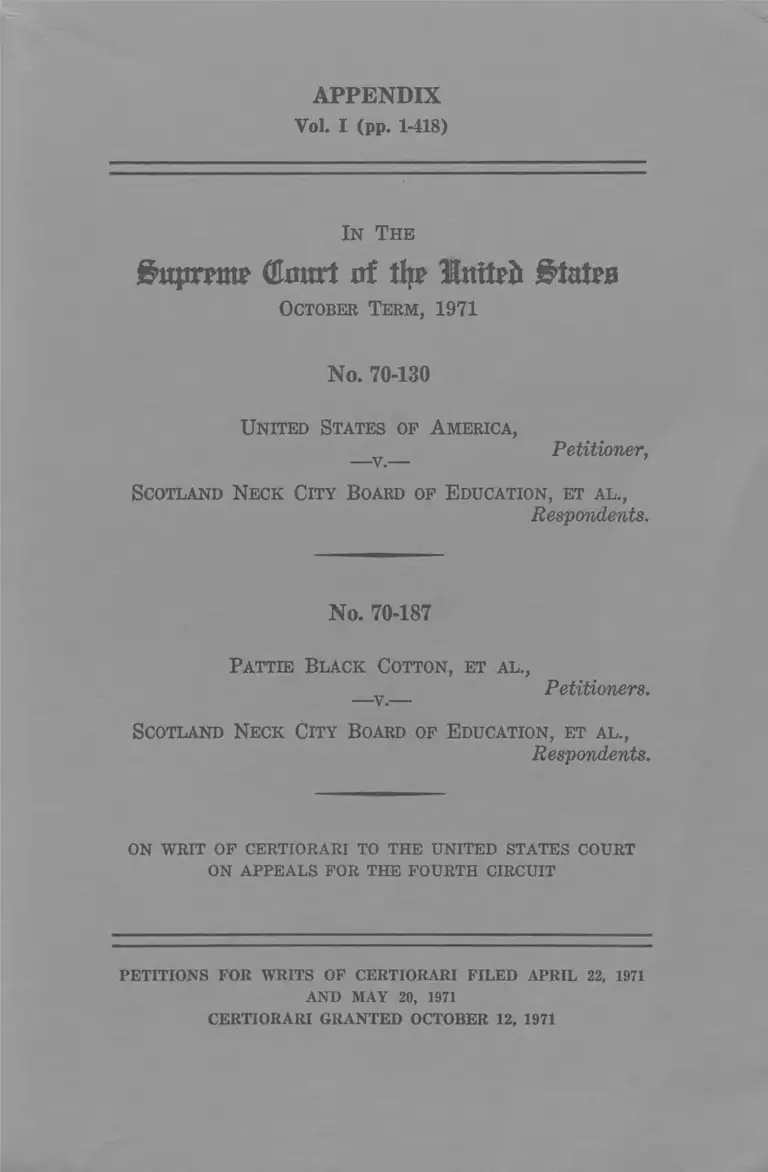 APPENDIX
Vol. I (pp. 1-418)
IN THE
Supreme Court of the United States
OCTOBER TERM, 1971
No. 70-130
UNITED STATES OF AMERICA,
Petitioner,
—v.—
SCOTLAND NECK CITY BOARD OF EDUCATION, ET AL.,
Respondents.
No. 70-187
PATTIE BLACK COTTON, ET AL.,
Petitioners.
—v.—
SCOTLAND NECK CITY BOARD OF EDUCATION, ET AL.,
Respondents.
ON WRIT OF CERTIORARI TO THE UNITED STATES COURT
ON APPEALS FOR THE FOURTH CIRCUIT
PETITIONS FOR WRITS OF CERTIORARI FILED APRIL 22, 1971
AND MAY 20, 1971
CERTIORARI GRANTED OCTOBER 12, 1971